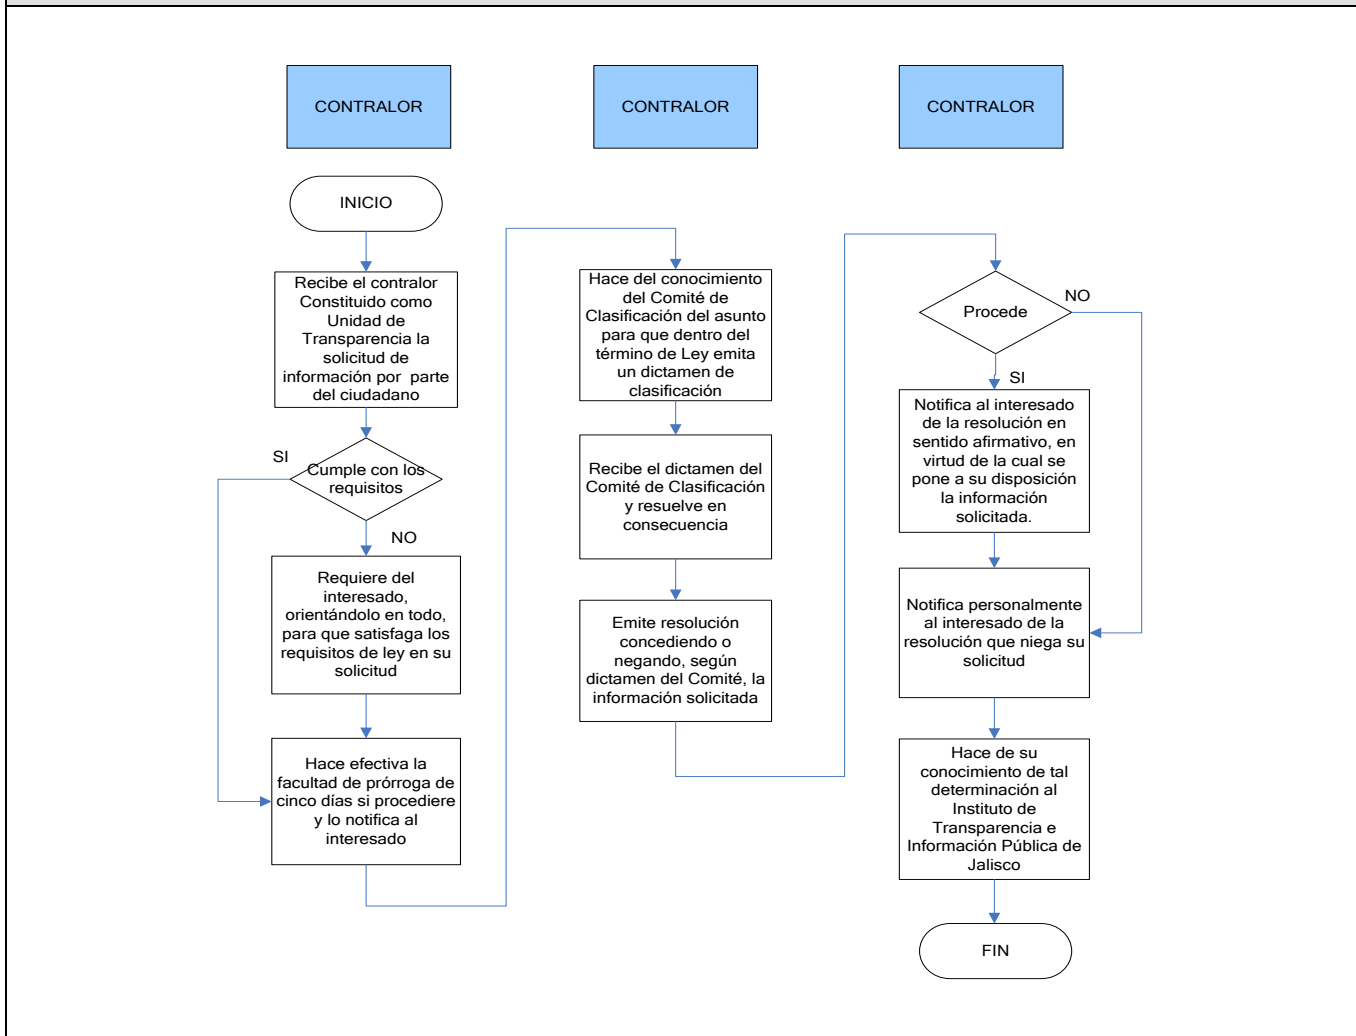 CONTRALOR
CONTRALOR
CONTRALOR
INICIO
Recibe el contralor
Constituido como
Unidad de
Transparencia la
solicitud de
información por parte
del ciudadano
SI
Cumple con los
requisitos
NO
Requiere del
interesado,
orientándolo en todo,
para que satisfaga los
requisitos de ley en su
solicitud
Hace efectiva la
facultad de prórroga de
cinco días si procediere
y lo notifica al
interesado
Hace del conocimiento
del Comité de
Clasificación del asunto
para que dentro del
término de Ley emita
un dictamen de
clasificación
Recibe el dictamen del
Comité de Clasificación
y resuelve en
consecuencia
Emite resolución
concediendo o
negando, según
dictamen del Comité, la
información solicitada
Procede
NO
SI
Notifica al interesado
de la resolución en
sentido afirmativo, en
virtud de la cual se
pone a su disposición
la información
solicitada.
Notifica personalmente
al interesado de la
resolución que niega su
solicitud
Hace de su
conocimiento de tal
determinación al
Instituto de
Transparencia e
Información Pública de
Jalisco
FIN